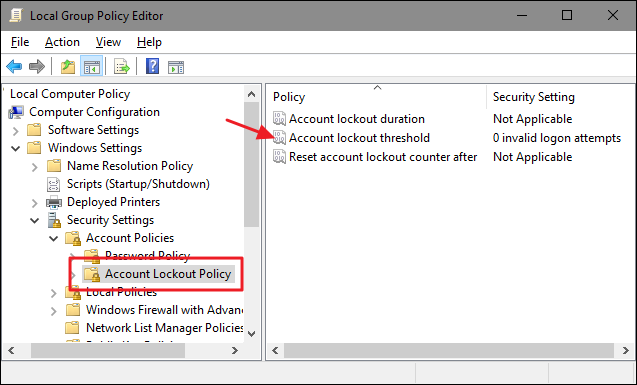 Local Group Policy Editor
File Action View Help
Local Computer Policy
Computer Configuration
Software Settings
Windows Settings
Name Resolution Policy
Scripts (Startup/Shutdown)
Deployed Printers
Security Settings
Account Policies
Password Policy
Account Lockout Policy
Local Policies
Windows Firewall with Advan
Network List Manager Policies
Policy Security Setting
Account lockout duration Not Applicable
Account lockout threshold 0 invalid logon attempts
Reset account lockout counter after Not Applicable